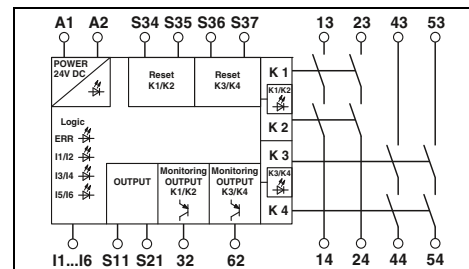 A1 A2 S34 S35 S36 S37 13 23 43 53
POWER
24V DC
Reset
K1/K2
Reset
K3/K4
K 1
K1/K2
K 2
K 3
K3/K4
K 4
Logic
ERR
I1/I2
I3/I4
I5/I6
OUTPUT
Monitoring
OUTPUT
K1/K2
Monitoring
OUTPUT
K3/K4
I1...I6 S11 S21 32 62 14 24 44 54